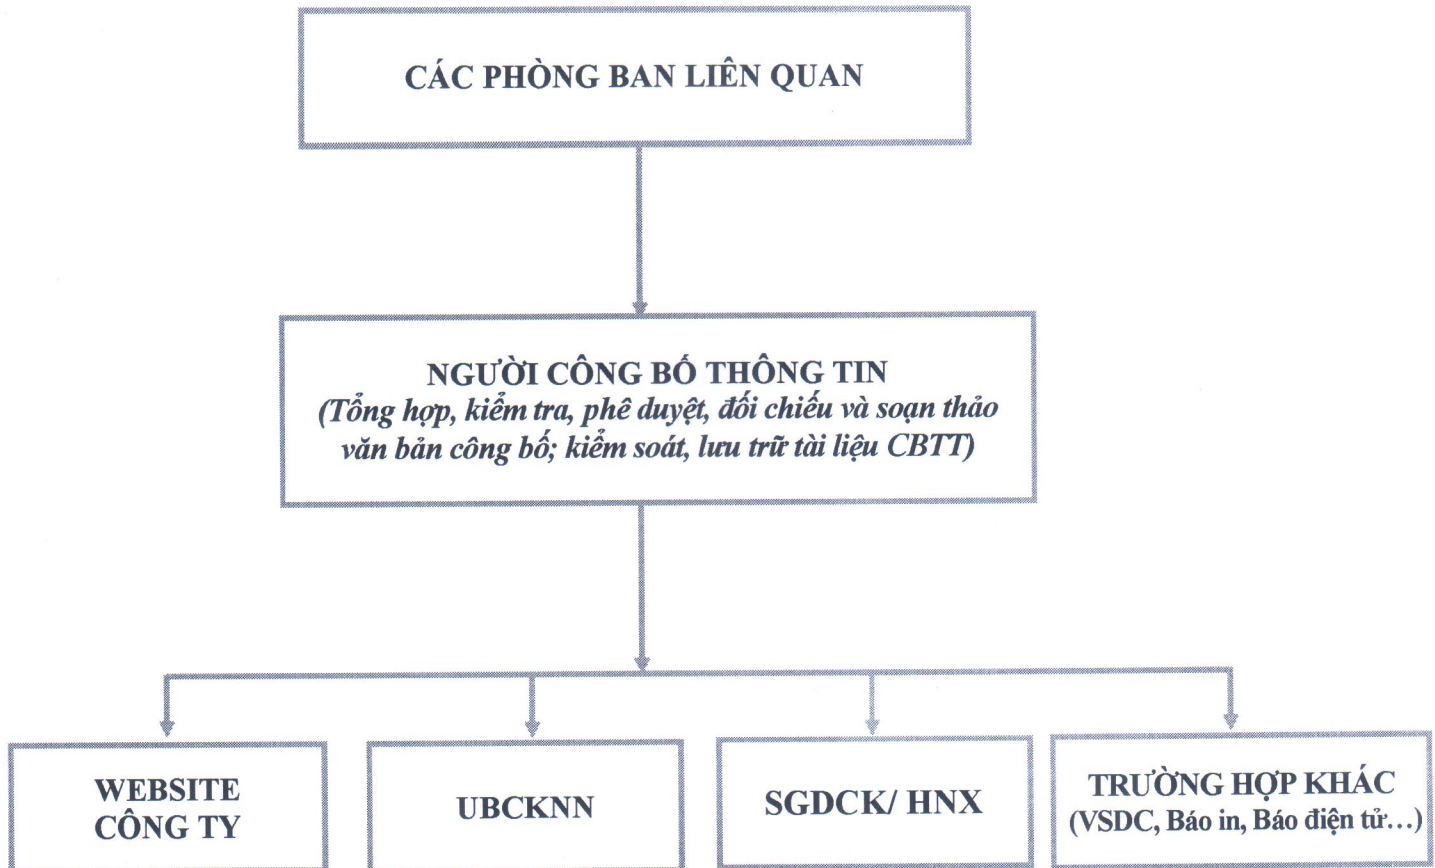 CÁC PHÒNG BAN LIÊN QUAN
NGƯỜI CÔNG BỐ THÔNG TIN
(Tổng hợp, kiểm tra, phê duyệt, đối chiếu và soạn thảo
văn bản công bố; kiểm soát, lưu trữ tài liệu CBTT)
WEBSITE
CÔNG TY
UBCKNN
SGDCK/ HNX
TRƯỜNG HỢP KHÁC
(VSDC, Báo in, Báo điện tử…)